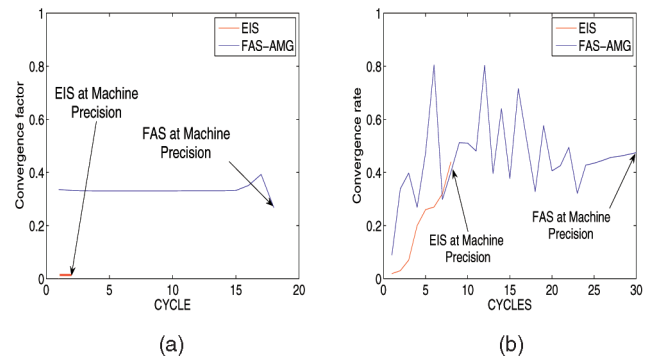 EIS
FAS-AMG
EIS at Machine
Precision
FAS at Machine
Precision
Convergence factor
1
0.8
0.6
0.4
0.2
0
0
5
10
15
20
CYCLE
(a)
EIS
FAS-AMG
EIS at Machine
Precision
FAS at Machine
Precision
Convergence rate
1
0.8
0.6
0.4
0.2
0
0
5
10
15
20
25
30
CYCLES
(b)